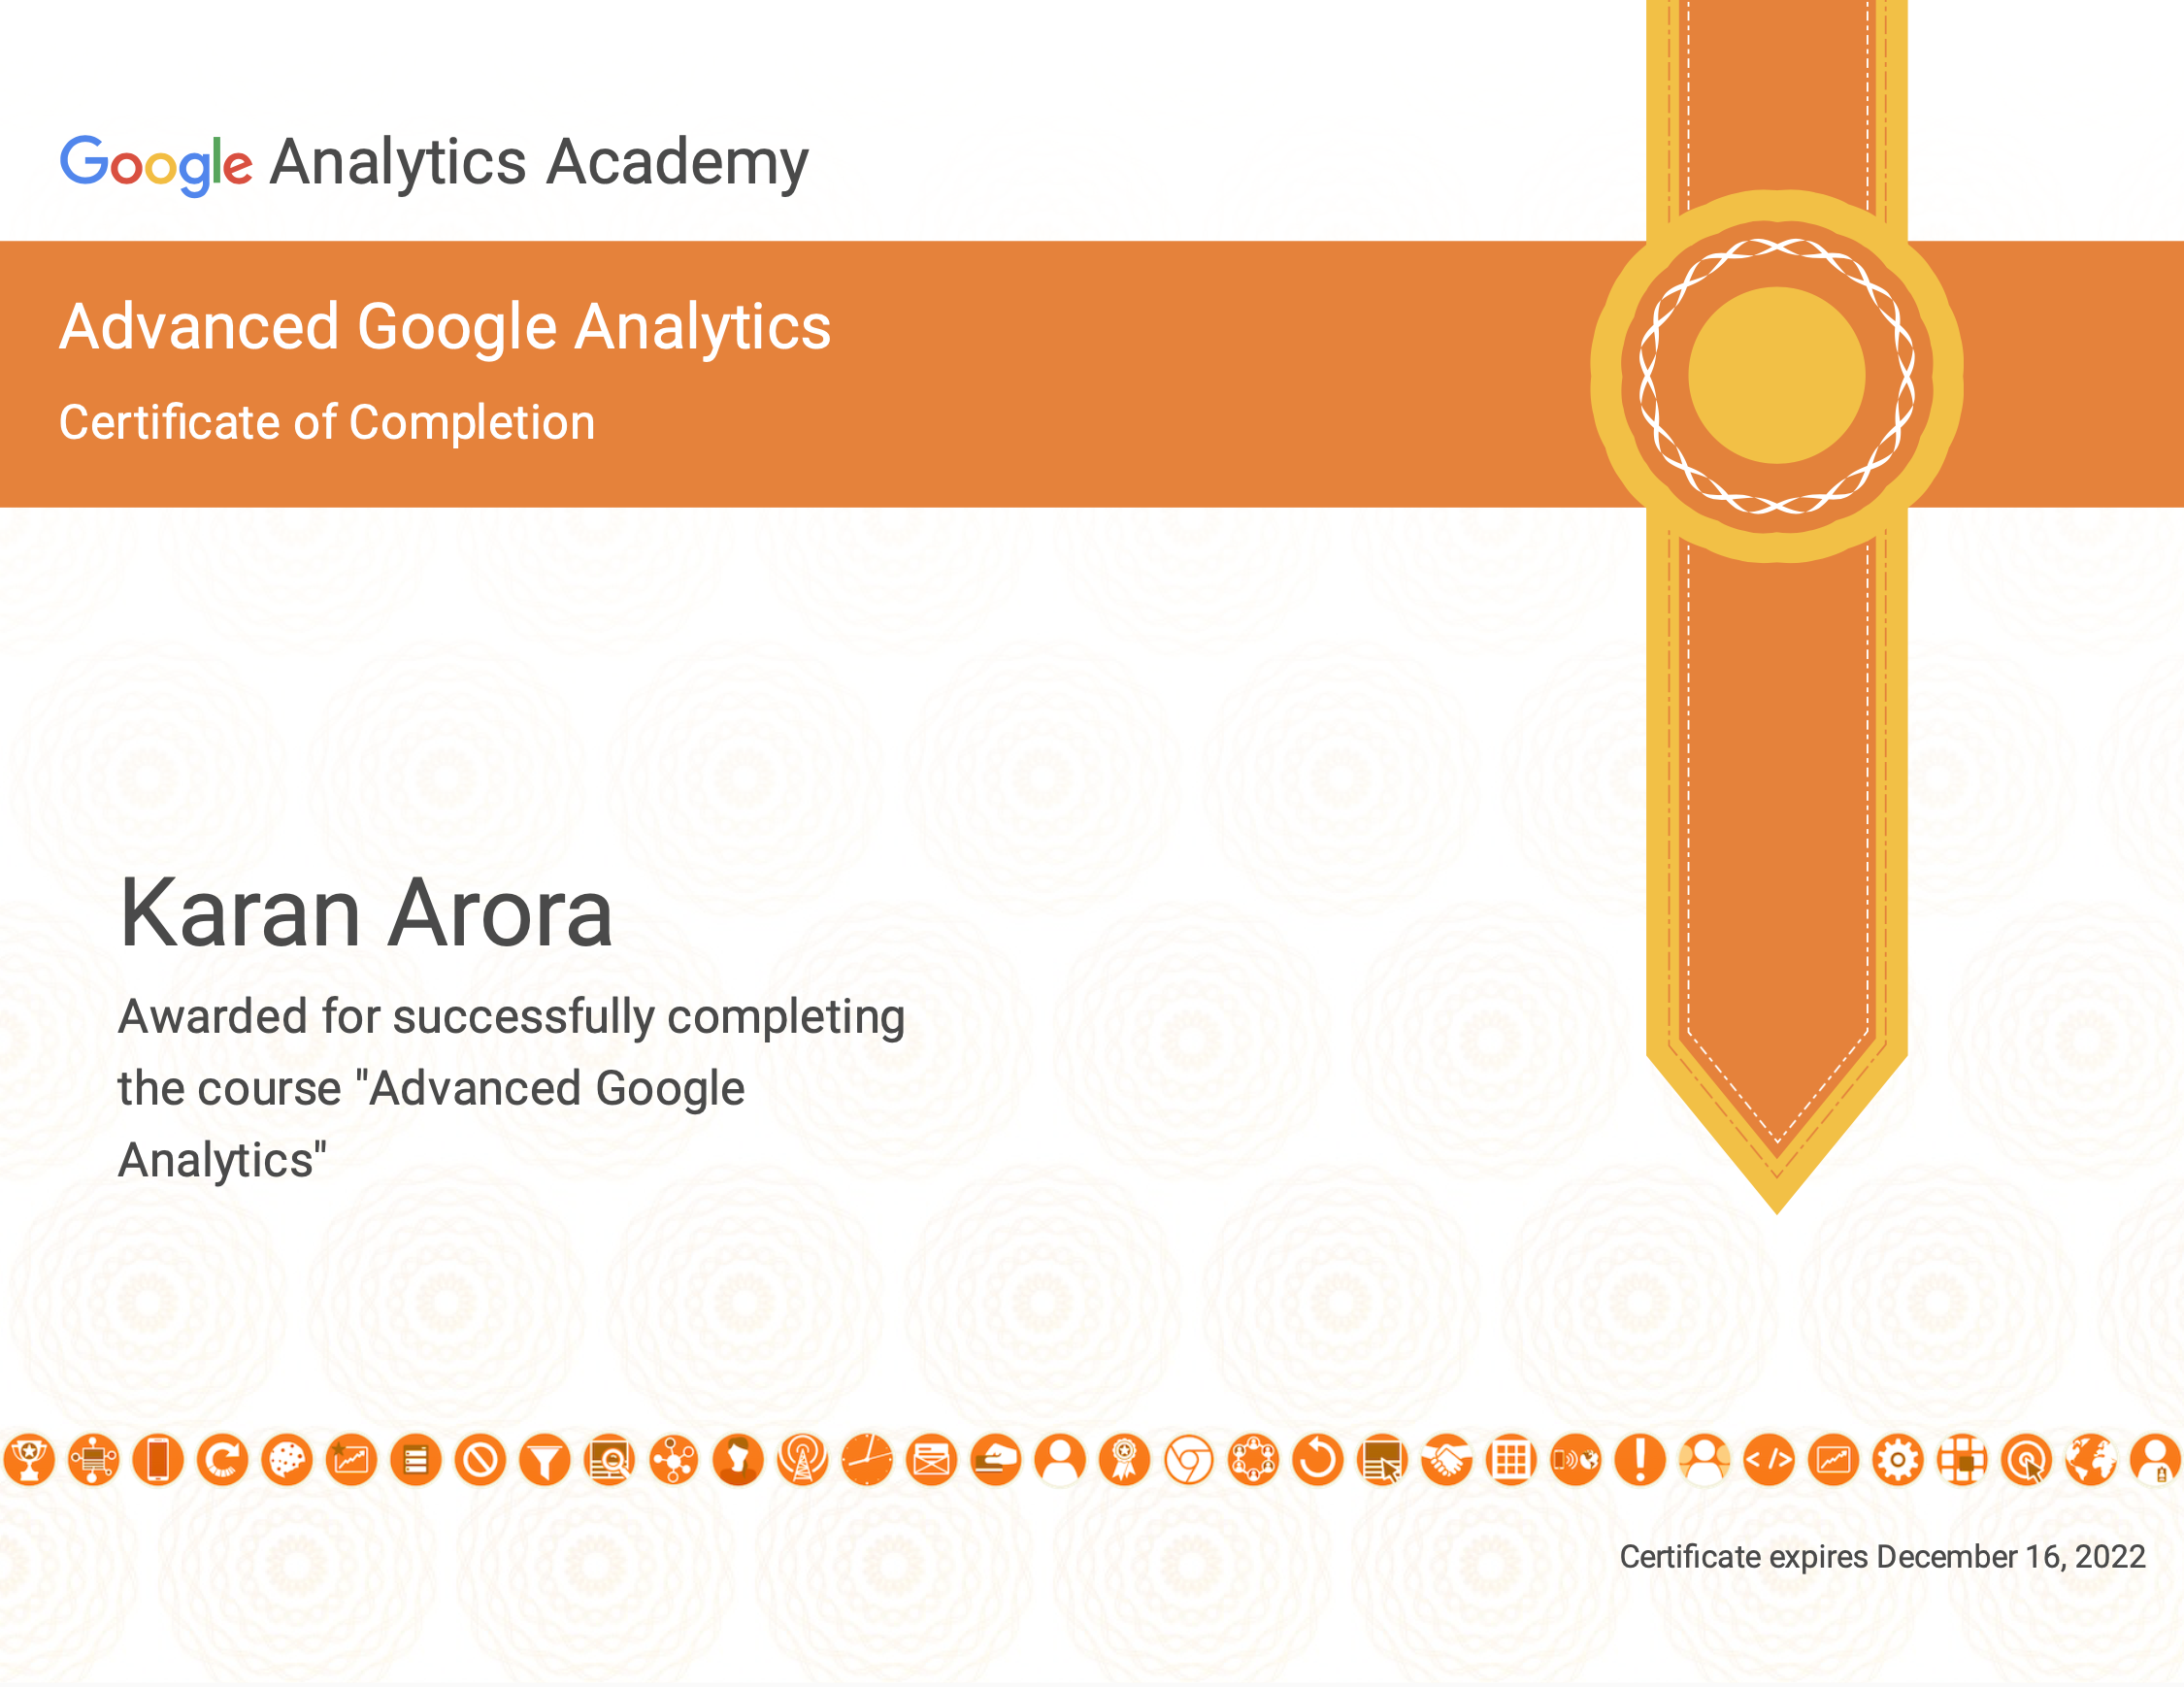 Google Analytics Academy
Advanced Google Analytics
Certificate of Completion
Karan Arora
Awarded for successfully completing
the course "Advanced Google
Analytics"
Certificate expires December 16, 2022